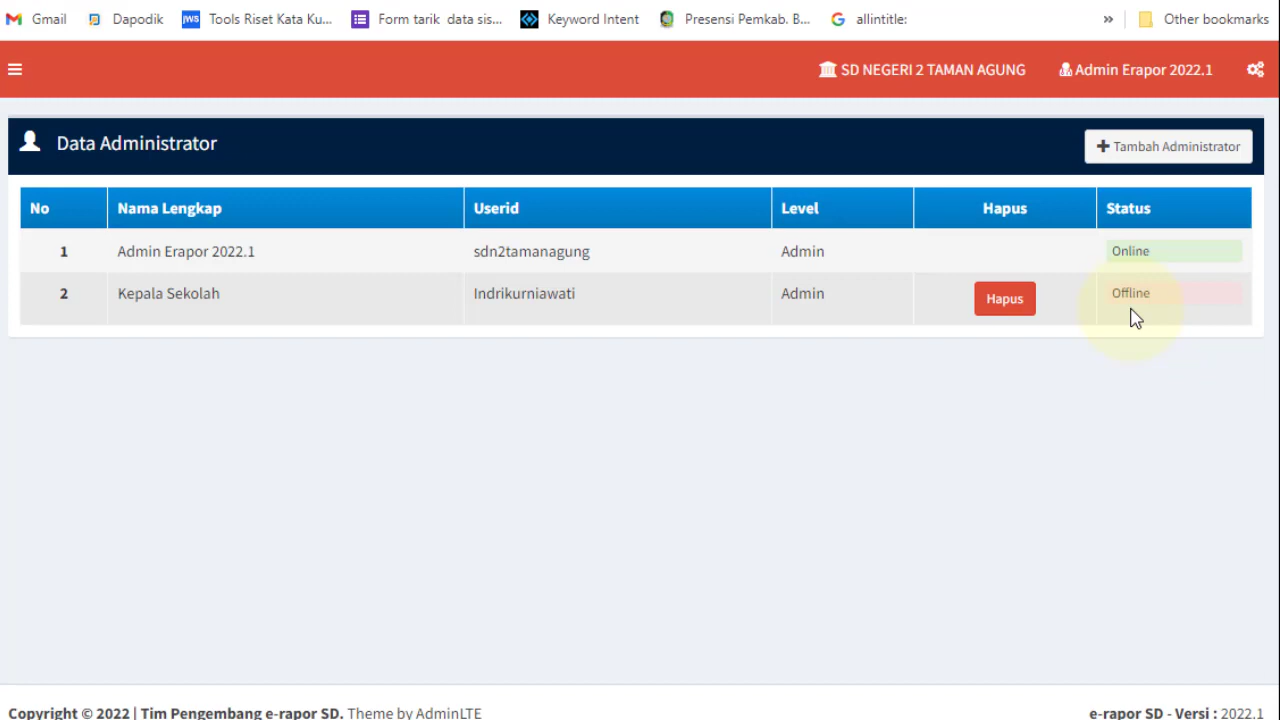 Gmail Dapodik Tools Riset Kata Ku... Form tarik data sis... Keyword Intent Presensi Pemkab. B... allintitle: » Other bookmarks
SD NEGERI 2 TAMAN AGUNG Admin Erapor 2022.1
Data Administrator + Tambah Administrator
No Nama Lengkap Userid Level Hapus Status
1 Admin Erapor 2022.1 sdn2tamanagung Admin Online
2 Kepala Sekolah Indrikurniawati Admin Hapus Offline
Copyright © 2022 | Tim Pengembang e-rapor SD. Theme by AdminLTE e-rapor SD - Versi : 2022.1